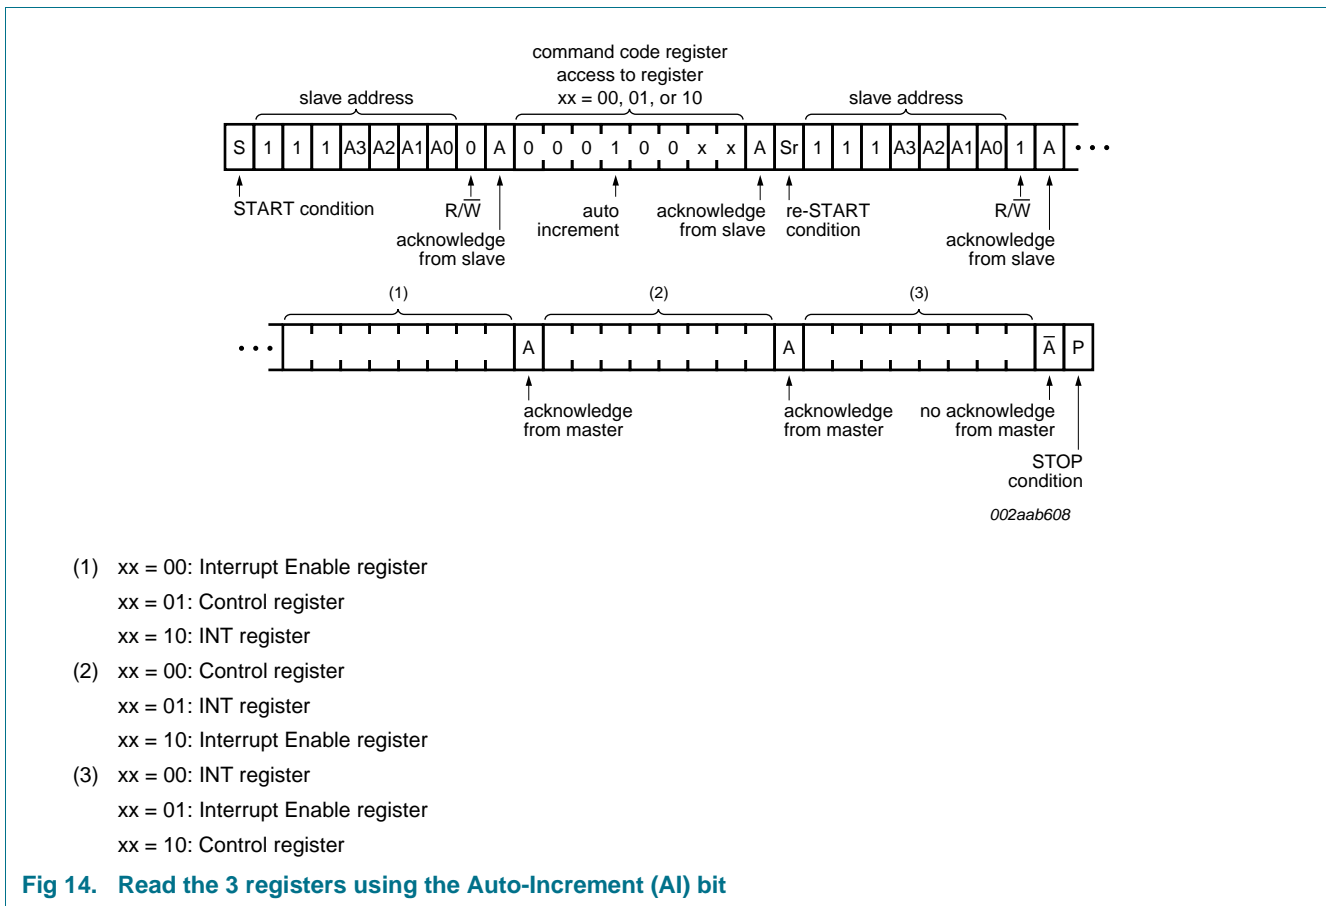 command code register
access to register
xx = 00, 01, or 10
slave address
slave address
S 1 1 1 A3 A2 A1 A0 0 A 0 0 0 1 0 0 x x A Sr 1 1 1 A3 A2 A1 A0 1 A • • •
START condition
R/W̅
acknowledge
from slave
auto
increment
acknowledge
from slave
re-START
condition
R/W̅
acknowledge
from slave
(1)
(2)
(3)
• • • A A A̅ P
acknowledge
from master
acknowledge
from master
no acknowledge
from master
STOP
condition
002aab608
(1) xx = 00: Interrupt Enable register
xx = 01: Control register
xx = 10: INT register
(2) xx = 00: Control register
xx = 01: INT register
xx = 10: Interrupt Enable register
(3) xx = 00: INT register
xx = 01: Interrupt Enable register
xx = 10: Control register
Fig 14. Read the 3 registers using the Auto-Increment (AI) bit